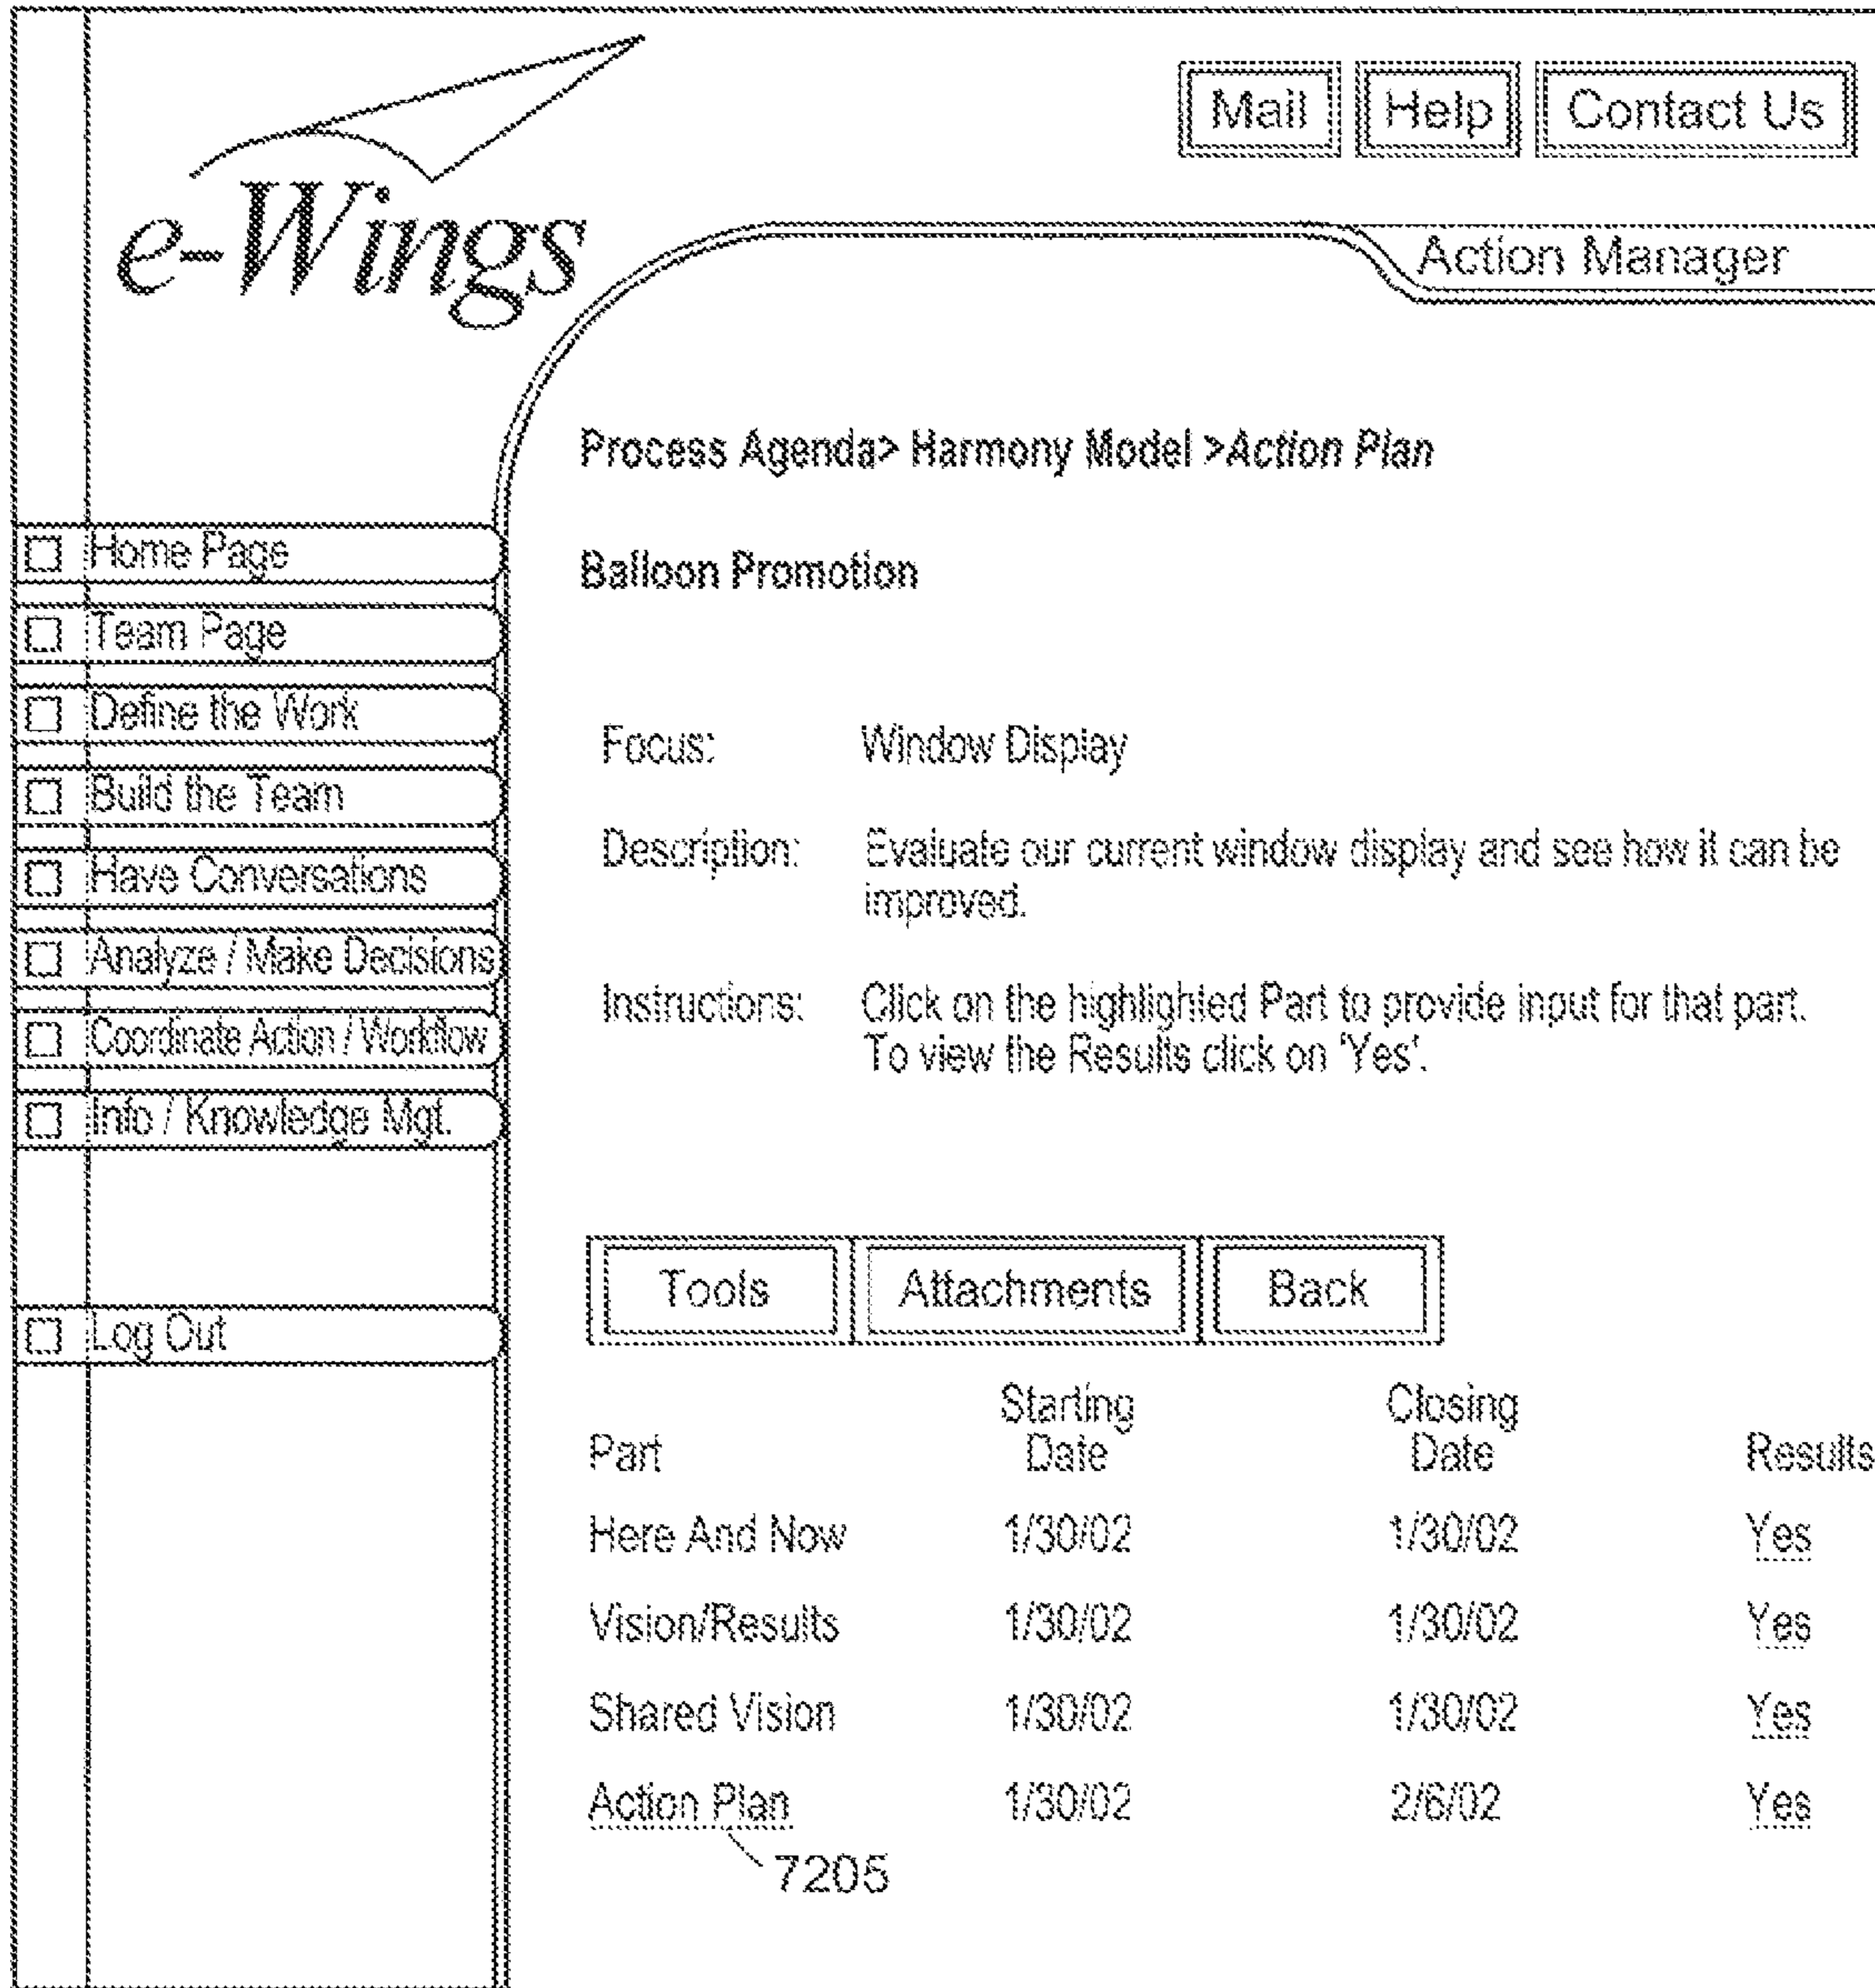 Mail Help Contact Us
e-Wings
Action Manager
Process Agenda> Harmony Model >Action Plan
Balloon Promotion
Home Page
Team Page
Define the Work
Build the Team
Have Conversations
Analyze / Make Decisions
Coordinate Action / Workflow
Info / Knowledge Mgt.
Log Out
Focus: Window Display
Description: Evaluate our current window display and see how it can be
improved.
Instructions: Click on the highlighted Part to provide input for that part.
To view the Results click on 'Yes'.
Tools Attachments Back
Starting Closing
Part Date Date Results
Here And Now 1/30/02 1/30/02 Yes
Vision/Results 1/30/02 1/30/02 Yes
Shared Vision 1/30/02 1/30/02 Yes
Action Plan 1/30/02 2/6/02 Yes
7205